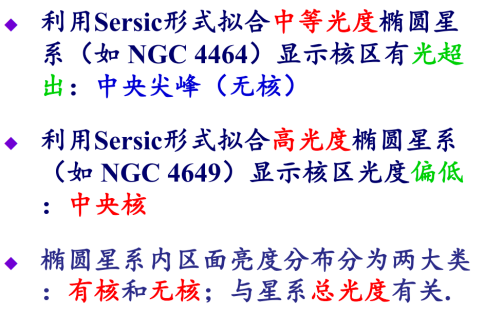 ◆ 利用Sersic形式拟合中等光度椭圆星
系（如 NGC 4464）显示核区有光超
出：中央尖峰（无核）
◆ 利用Sersic形式拟合高光度椭圆星系
（如 NGC 4649）显示核区光度偏低
：中央核
◆ 椭圆星系内区面亮度分布分为两大类
：有核和无核；与星系总光度有关.